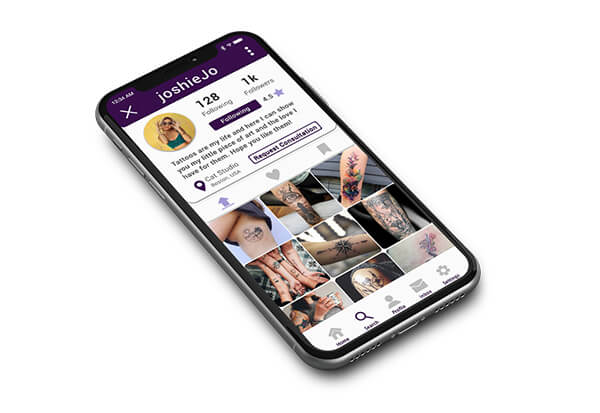 12:34 AM
joshieJo
128
Following
1k
Followers
Following
4.5
Tattoos are my life and here I can show
you my little piece of art and the love I
have for them. Hope you like them!
Cat Studio
Boston, USA
Request Consultation
Home
Search
Profile
Inbox
Settings